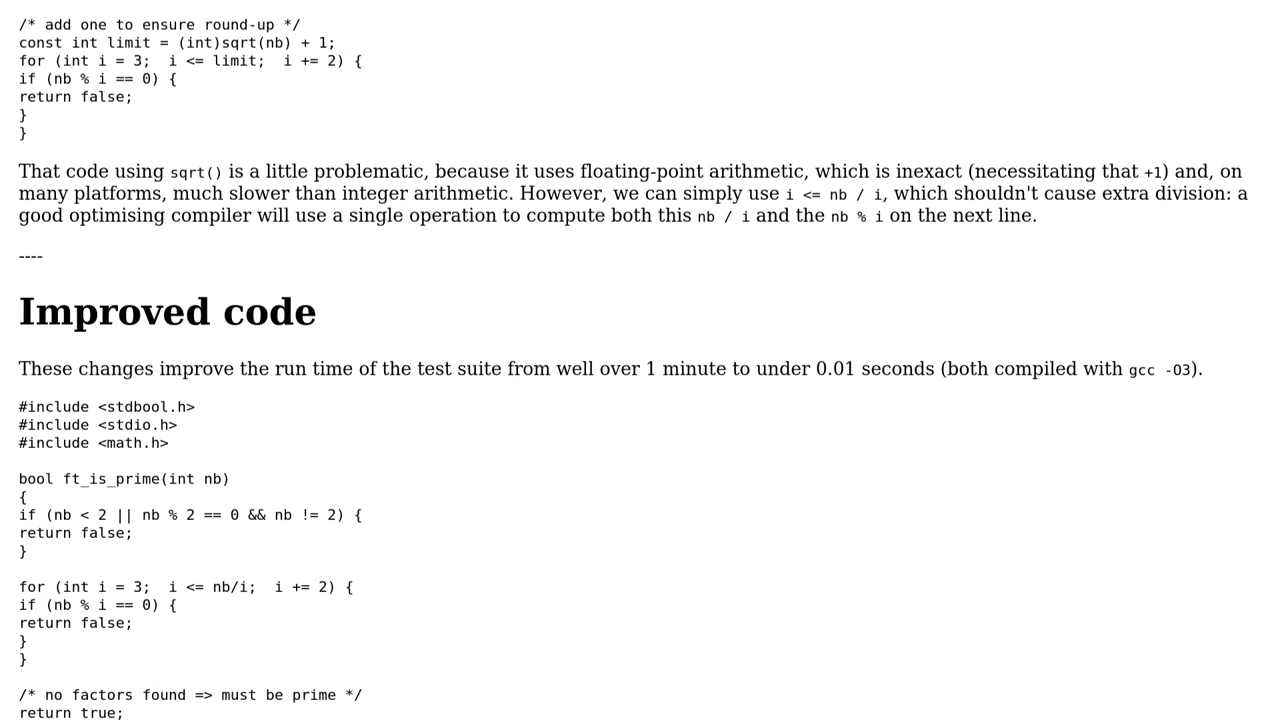 /* add one to ensure round-up */
const int limit = (int)sqrt(nb) + 1;
for (int i = 3;  i <= limit;  i += 2) {
if (nb % i == 0) {
return false;
}
}
That code using sqrt() is a little problematic, because it uses floating-point arithmetic, which is inexact (necessitating that +1) and, on
many platforms, much slower than integer arithmetic. However, we can simply use i <= nb / i, which shouldn't cause extra division: a
good optimising compiler will use a single operation to compute both this nb / i and the nb % i on the next line.
----
Improved code
These changes improve the run time of the test suite from well over 1 minute to under 0.01 seconds (both compiled with gcc -O3).
#include <stdbool.h>
#include <stdio.h>
#include <math.h>
bool ft_is_prime(int nb)
{
if (nb < 2 || nb % 2 == 0 && nb != 2) {
return false;
}
for (int i = 3;  i <= nb/i;  i += 2) {
if (nb % i == 0) {
return false;
}
}
/* no factors found => must be prime */
return true;